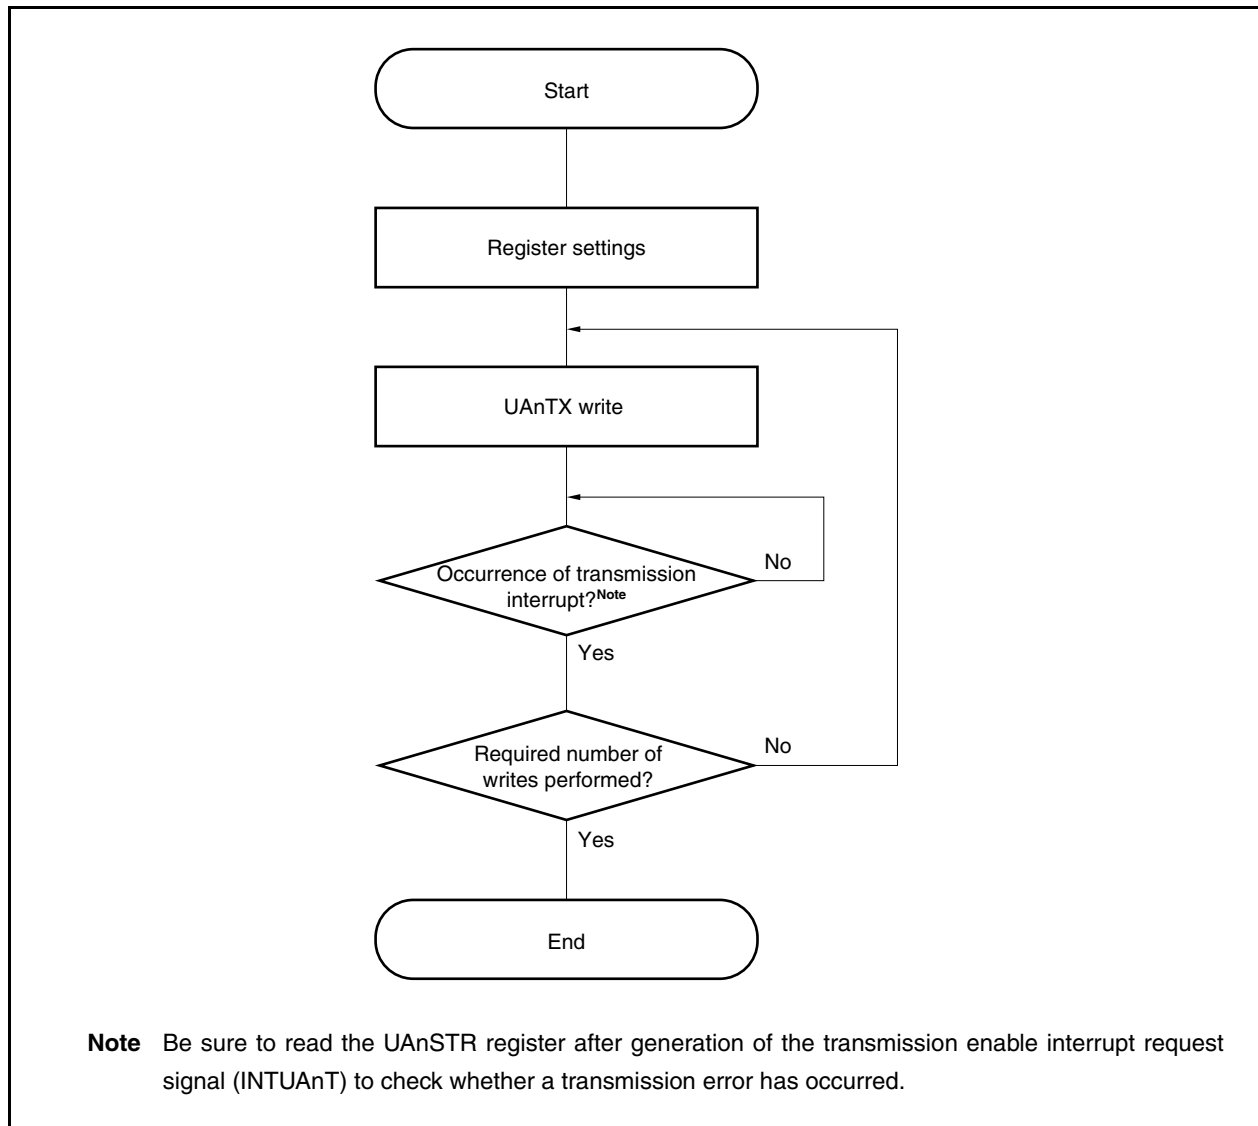 Start
Register settings
UAnTX write
Occurrence of transmission
interrupt?Note
No
Yes
Required number of
writes performed?
No
Yes
End
Note Be sure to read the UAnSTR register after generation of the transmission enable interrupt request
signal (INTUAnT) to check whether a transmission error has occurred.